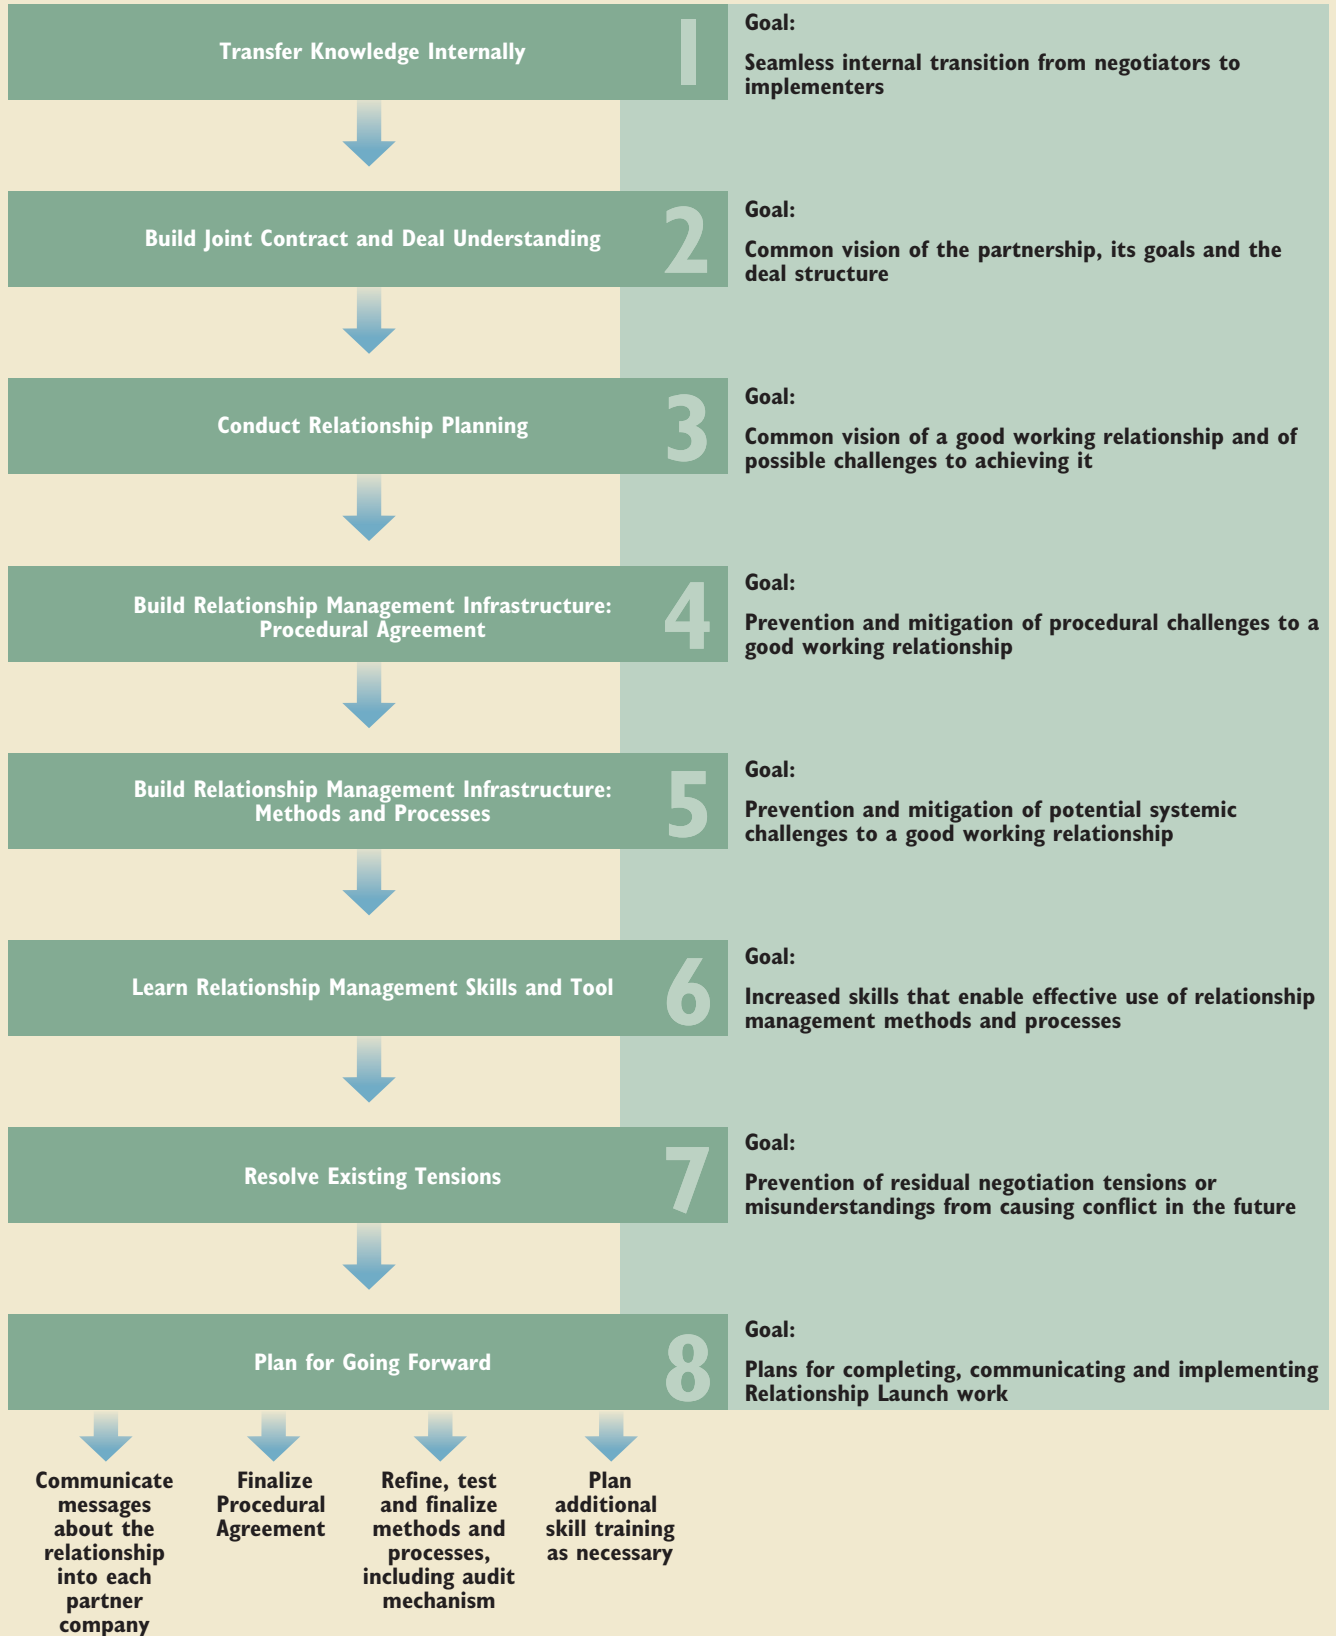 Transfer Knowledge Internally
1
Goal:
Seamless internal transition from negotiators to
implementers
Build Joint Contract and Deal Understanding
2
Goal:
Common vision of the partnership, its goals and the
deal structure
Conduct Relationship Planning
3
Goal:
Common vision of a good working relationship and of
possible challenges to achieving it
Build Relationship Management Infrastructure:
Procedural Agreement
4
Goal:
Prevention and mitigation of procedural challenges to a
good working relationship
Build Relationship Management Infrastructure:
Methods and Processes
5
Goal:
Prevention and mitigation of potential systemic
challenges to a good working relationship
Learn Relationship Management Skills and Tool
6
Goal:
Increased skills that enable effective use of relationship
management methods and processes
Resolve Existing Tensions
7
Goal:
Prevention of residual negotiation tensions or
misunderstandings from causing conflict in the future
Plan for Going Forward
8
Goal:
Plans for completing, communicating and implementing
Relationship Launch work
Communicate
messages
about the
relationship
into each
partner
company
Finalize
Procedural
Agreement
Refine, test
and finalize
methods and
processes,
including audit
mechanism
Plan
additional
skill training
as necessary